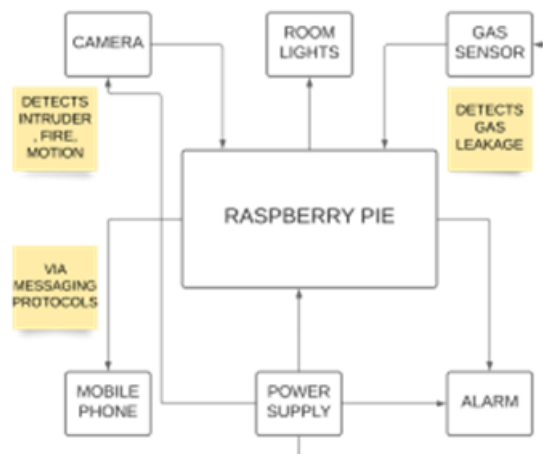 CAMERA
ROOM
LIGHTS
GAS
SENSOR
DETECTS
INTRUDER
, FIRE,
MOTION
DETECTS
GAS
LEAKAGE
RASPBERRY PIE
VIA
MESSAGING
PROTOCOLS
MOBILE
PHONE
POWER
SUPPLY
ALARM